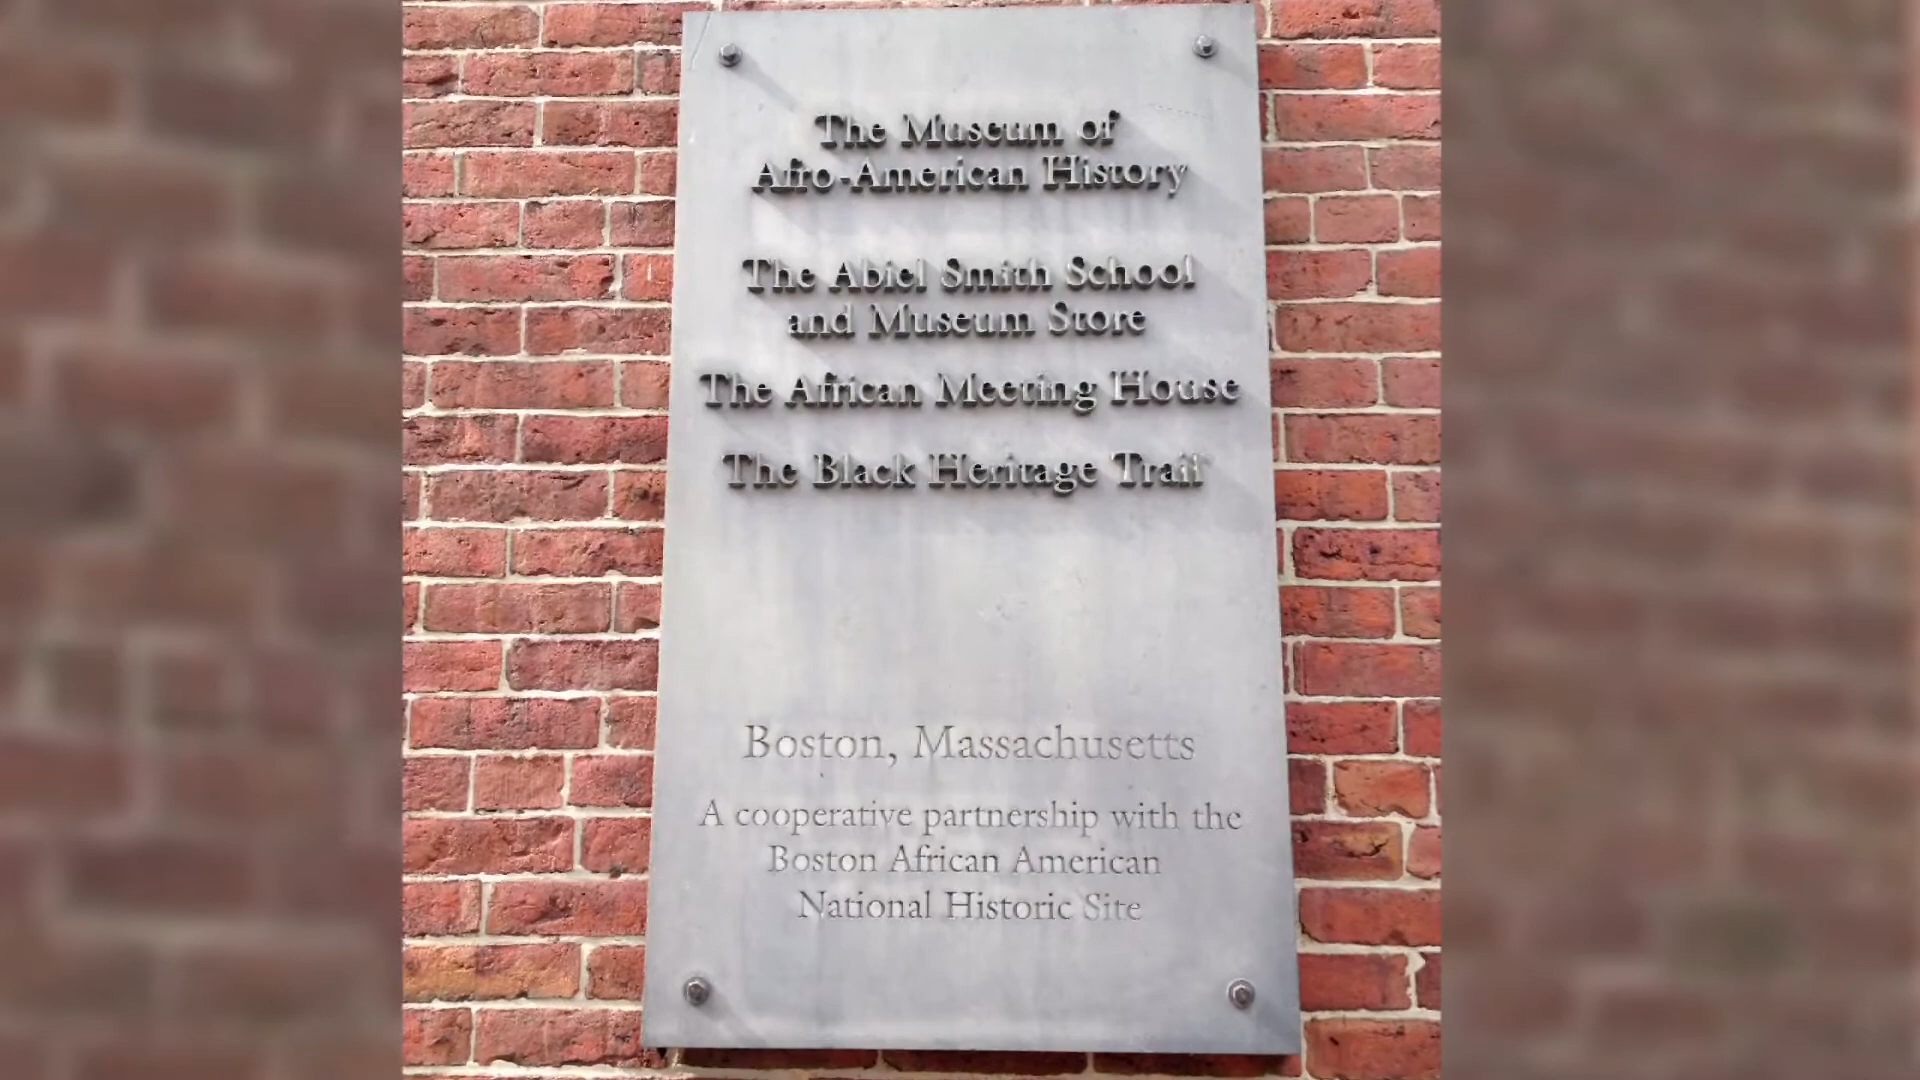 The Museum of
Afro-American History
The Abiel Smith School
and Museum Store
The African Meeting House
The Black Heritage Trail
Boston, Massachusetts
A cooperative partnership with the
Boston African American
National Historic Site